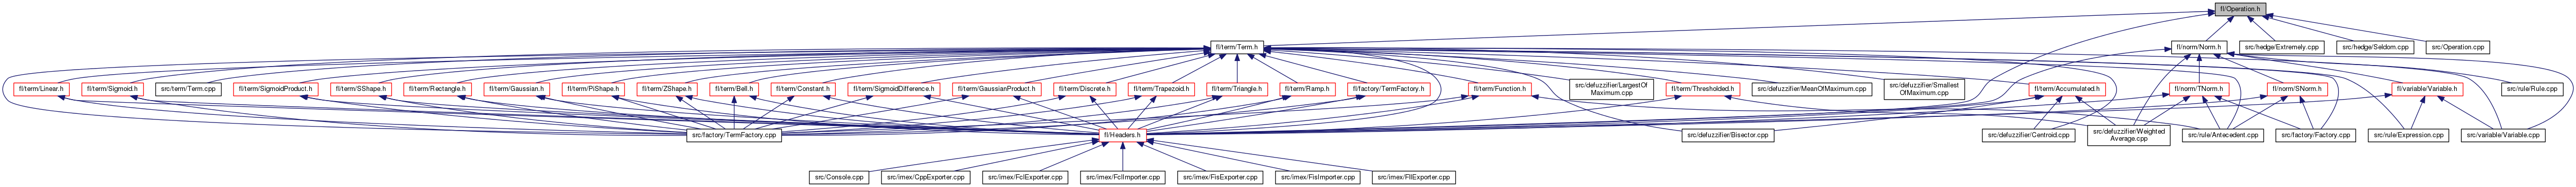 fl/Operation.h
fl/term/Term.h
fl/norm/Norm.h
src/hedge/Extremely.cpp
src/hedge/Seldom.cpp
src/Operation.cpp
fl/term/Linear.h
fl/term/Sigmoid.h
src/term/Term.cpp
fl/term/SigmoidProduct.h
fl/term/SShape.h
fl/term/Rectangle.h
fl/term/Gaussian.h
fl/term/PiShape.h
fl/term/ZShape.h
fl/term/Bell.h
fl/term/Constant.h
fl/term/SigmoidDifference.h
fl/term/GaussianProduct.h
fl/term/Discrete.h
fl/term/Trapezoid.h
fl/term/Triangle.h
fl/term/Ramp.h
fl/factory/TermFactory.h
fl/term/Function.h
src/defuzzifier/LargestOf
Maximum.cpp
fl/term/Thresholded.h
src/defuzzifier/MeanOfMaximum.cpp
src/defuzzifier/Smallest
OfMaximum.cpp
fl/term/Accumulated.h
fl/norm/TNorm.h
fl/norm/SNorm.h
fl/variable/Variable.h
src/rule/Rule.cpp
src/factory/TermFactory.cpp
fl/Headers.h
src/defuzzifier/Bisector.cpp
src/defuzzifier/Centroid.cpp
src/defuzzifier/Weighted
Average.cpp
src/rule/Antecedent.cpp
src/factory/Factory.cpp
src/rule/Expression.cpp
src/variable/Variable.cpp
src/Console.cpp
src/imex/CppExporter.cpp
src/imex/FclExporter.cpp
src/imex/FclImporter.cpp
src/imex/FisExporter.cpp
src/imex/FisImporter.cpp
src/imex/FllExporter.cpp